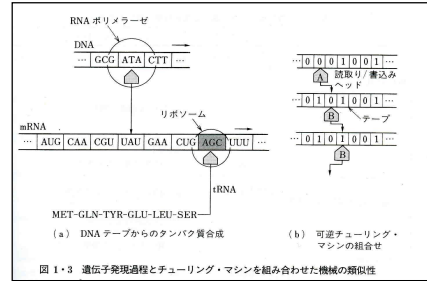 RNA ポリメラーゼ
DNA
… GCG ATA CTT …
mRNA
リボソーム
… AUG CAA CGU UAU GAA CUG AGC UUU …
tRNA
MET-GLN-TYR-GLU-LEU-SER
(a) DNA テープからのタンパク質合成
… 0 0 0 1 0 0 1 …
A
読取り/書込み
ヘッド
… 0 1 0 1 0 0 1 …
テープ
B
… 0 1 0 1 0 0 1 …
B
(b) 可逆チューリング・
マシンの組合せ
図 1・3 遺伝子発現過程とチューリング・マシンを組み合わせた機械の類似性